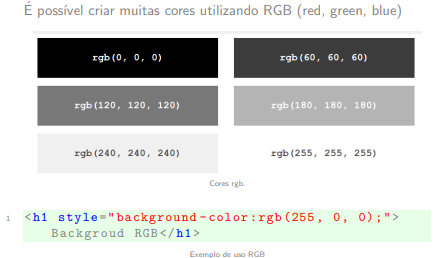 É possível criar muitas cores utilizando RGB (red, green, blue)
rgb(0, 0, 0) rgb(60, 60, 60)
rgb(120, 120, 120) rgb(180, 180, 180)
rgb(240, 240, 240) rgb(255, 255, 255)
Cores rgb.
1 <h1 style="background-color:rgb(255, 0, 0);">
Backgroud RGB</h1>
Exemplo de uso RGB